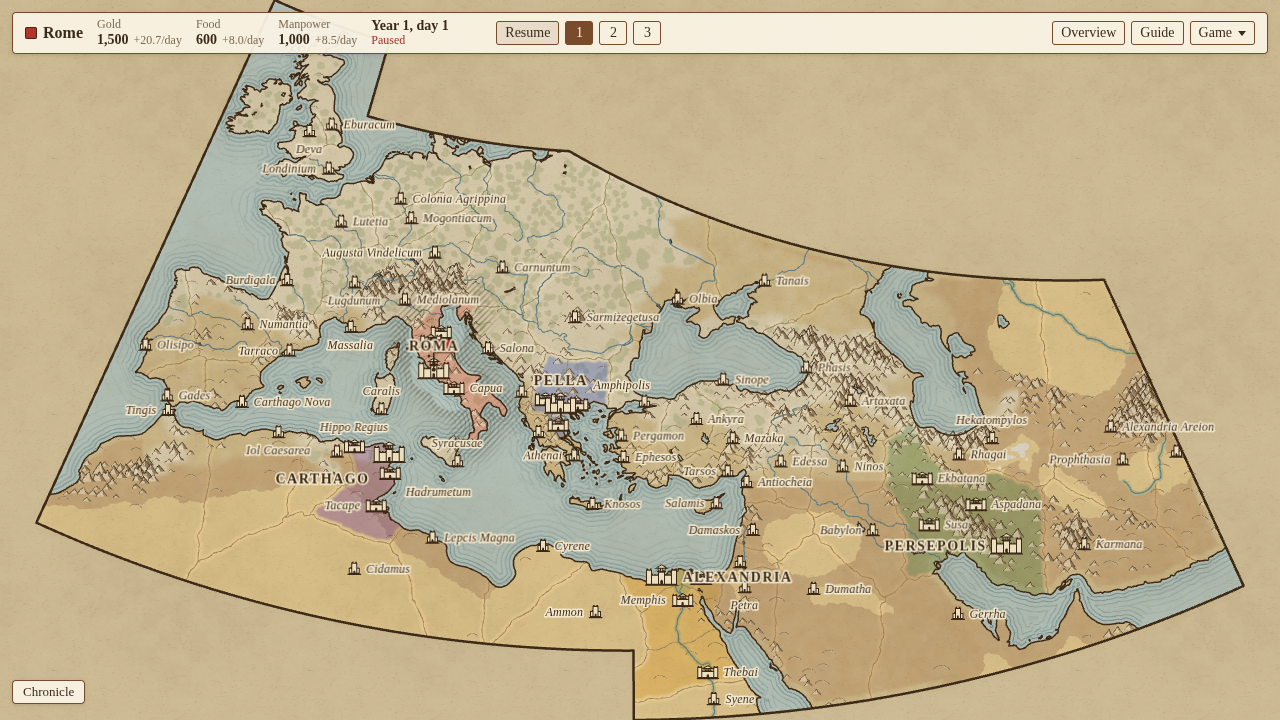 Rome
Gold
1,500 +20.7/day
Food
600 +8.0/day
Manpower
1,000 +8.5/day
Year 1, day 1
Paused
Resume
1
2
3
Overview
Guide
Game
Eburacum
Deva
Londinium
Colonia Agrippina
Lutetia
Mogontiacum
Augusta Vindelicum
Carnuntum
Burdigala
Lugdunum
Mediolanum
Olbia
Tanais
Numantia
Sarmizegetusa
Olisipo
Tarraco
Massalia
ROMA
Salona
Phasis
PELLA
Amphipolis
Sinope
Gades
Caralis
Capua
Tingis
Carthago Nova
Artaxata
Hippo Regius
Ankyra
Hekatompylos
Alexandria Areion
Iol Caesarea
Syracusae
Athenai
Pergamon
Mazaka
Ephesos
Edessa
Ninos
Rhagai
Prophthasia
CARTHAGO
Hadrumetum
Tarsos
Antiocheia
Ekbatana
Tacape
Knosos
Salamis
Aspadana
Lepcis Magna
Cyrene
Damaskos
Babylon
Susa
PERSEPOLIS
Karmana
Cidamus
ALEXANDRIA
Memphis
Petra
Dumatha
Ammon
Gerrha
Thebai
Syene
Chronicle